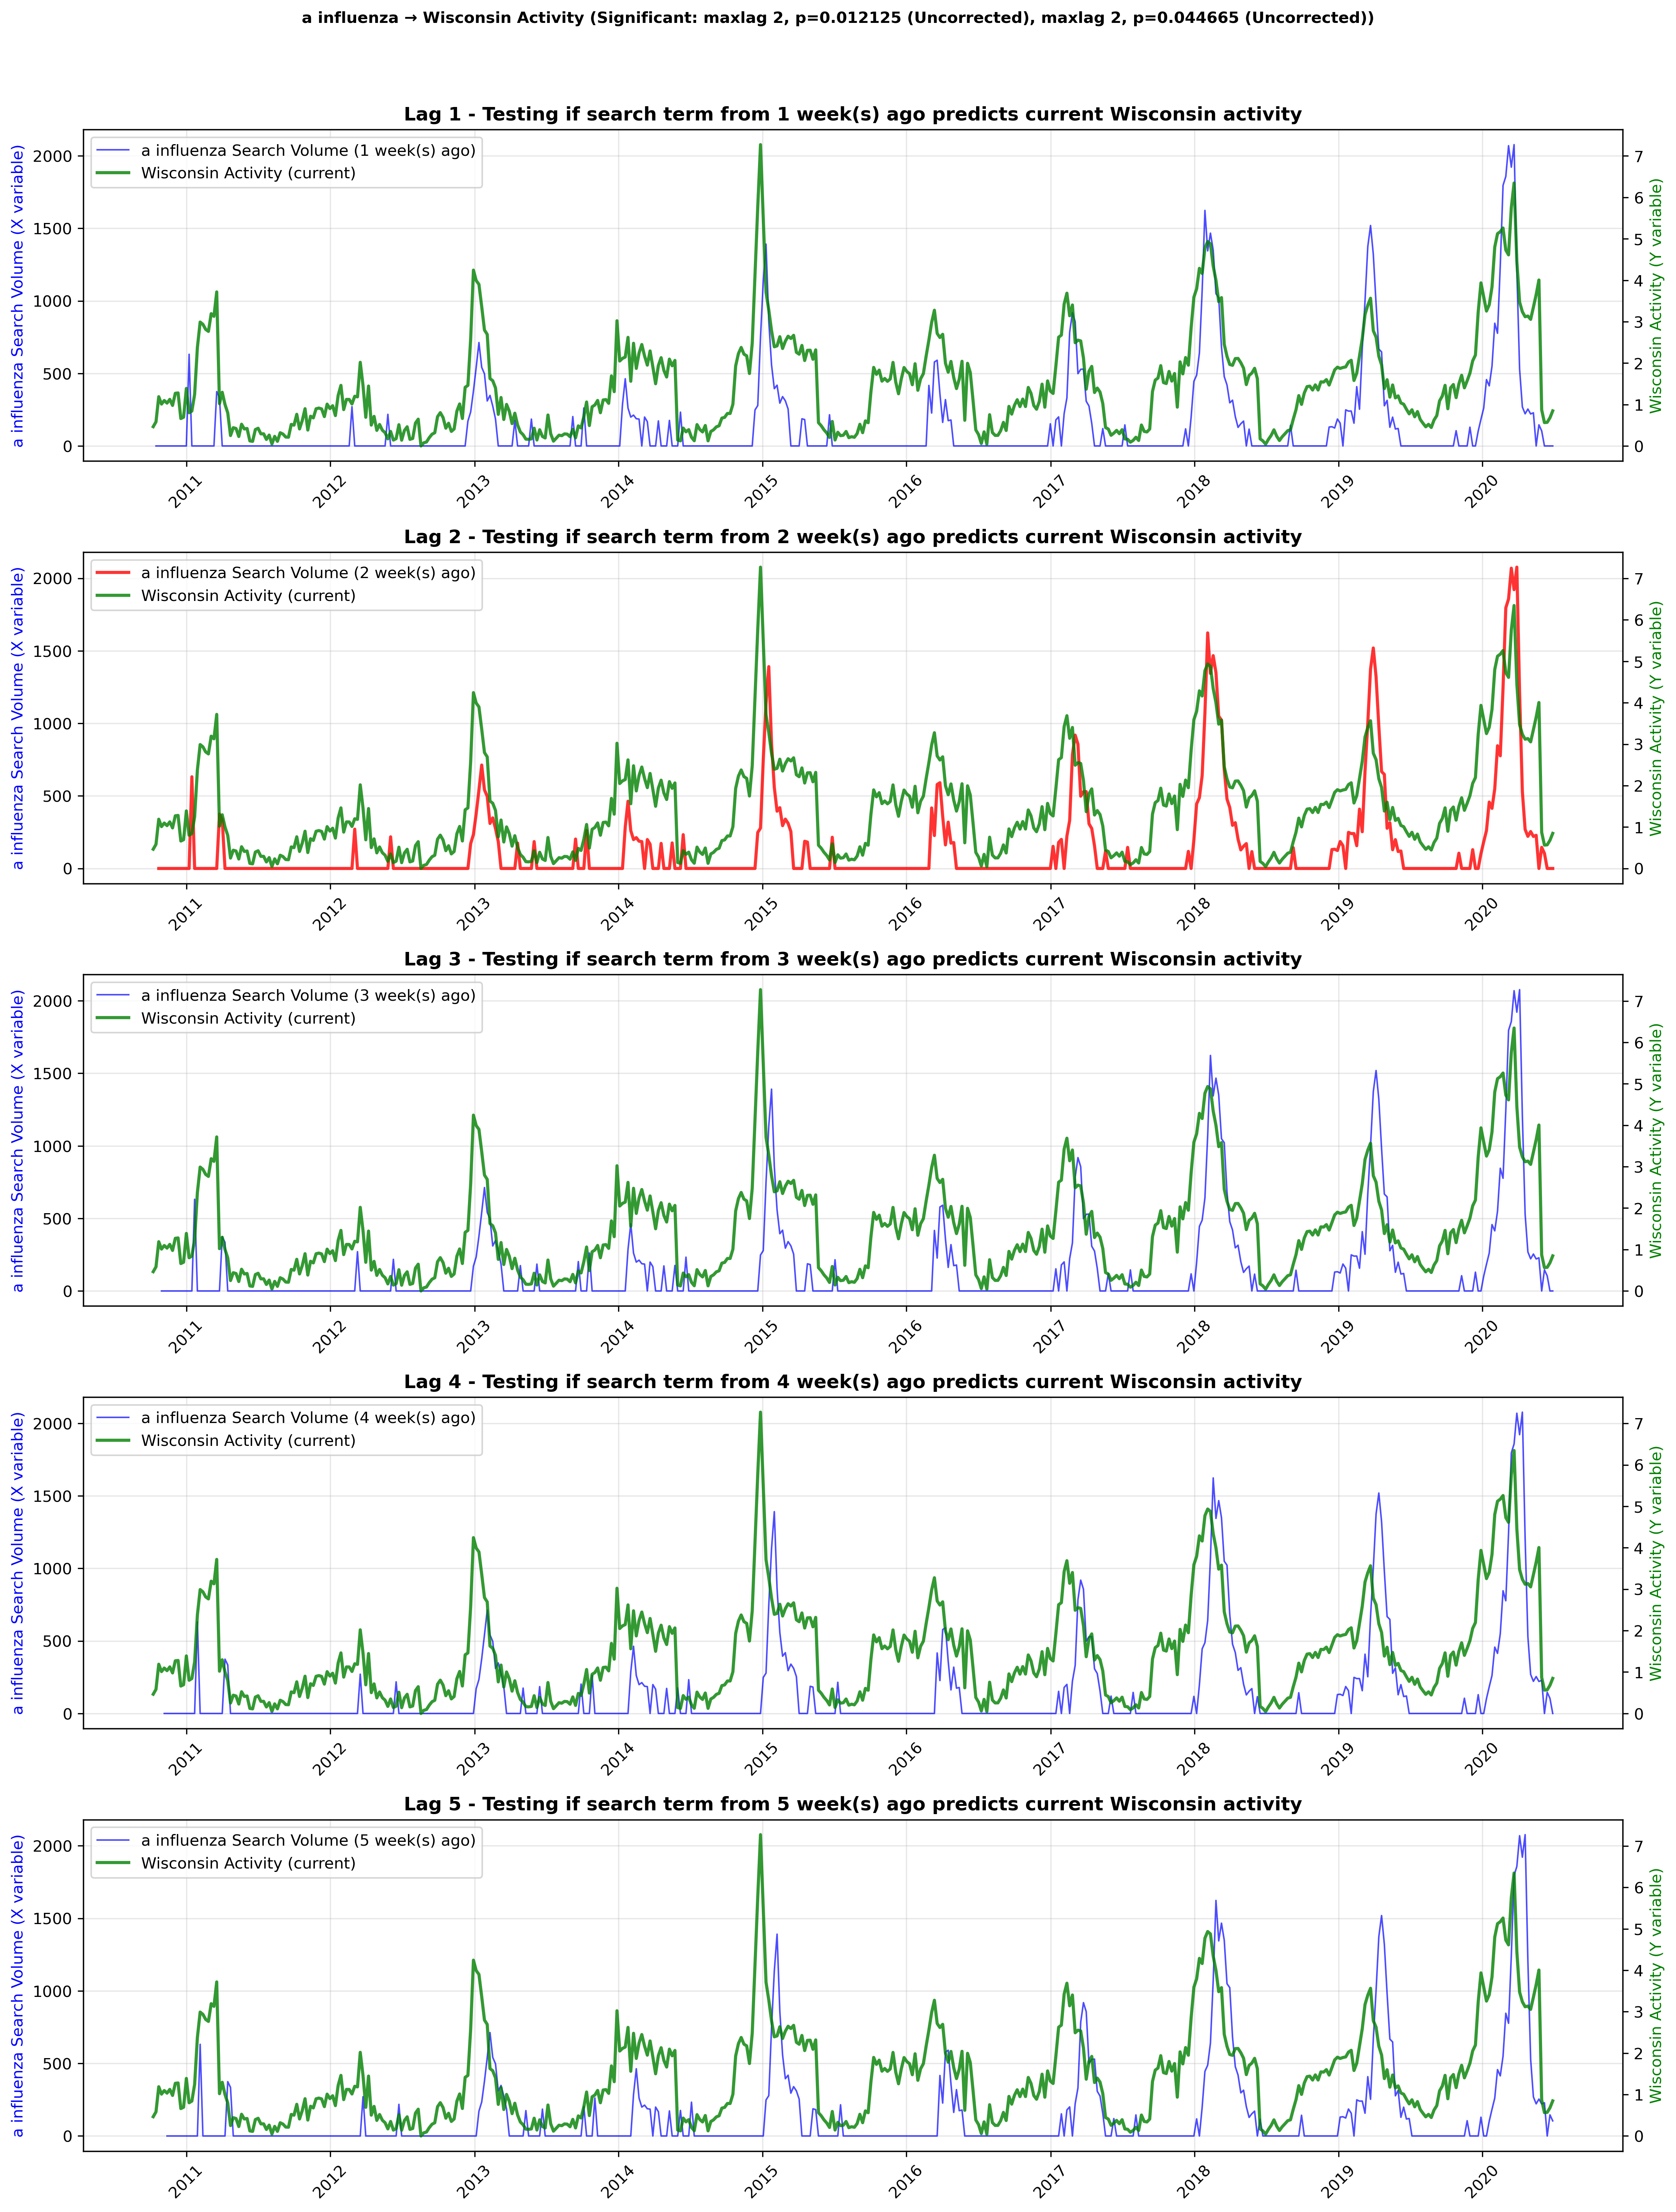 a influenza → Wisconsin Activity (Significant: maxlag 2, p=0.012125 (Uncorrected), maxlag 2, p=0.044665 (Uncorrected))
Lag 1 - Testing if search term from 1 week(s) ago predicts current Wisconsin activity
a influenza Search Volume (X variable)
2000
1500
1000
500
0
a influenza Search Volume (1 week(s) ago)
Wisconsin Activity (current)
7
6
5
4
3
2
1
0
Wisconsin Activity (Y variable)
2011 2012 2013 2014 2015 2016 2017 2018 2019 2020
Lag 2 - Testing if search term from 2 week(s) ago predicts current Wisconsin activity
a influenza Search Volume (X variable)
2000
1500
1000
500
0
a influenza Search Volume (2 week(s) ago)
Wisconsin Activity (current)
7
6
5
4
3
2
1
0
Wisconsin Activity (Y variable)
2011 2012 2013 2014 2015 2016 2017 2018 2019 2020
Lag 3 - Testing if search term from 3 week(s) ago predicts current Wisconsin activity
a influenza Search Volume (X variable)
2000
1500
1000
500
0
a influenza Search Volume (3 week(s) ago)
Wisconsin Activity (current)
7
6
5
4
3
2
1
0
Wisconsin Activity (Y variable)
2011 2012 2013 2014 2015 2016 2017 2018 2019 2020
Lag 4 - Testing if search term from 4 week(s) ago predicts current Wisconsin activity
a influenza Search Volume (X variable)
2000
1500
1000
500
0
a influenza Search Volume (4 week(s) ago)
Wisconsin Activity (current)
7
6
5
4
3
2
1
0
Wisconsin Activity (Y variable)
2011 2012 2013 2014 2015 2016 2017 2018 2019 2020
Lag 5 - Testing if search term from 5 week(s) ago predicts current Wisconsin activity
a influenza Search Volume (X variable)
2000
1500
1000
500
0
a influenza Search Volume (5 week(s) ago)
Wisconsin Activity (current)
7
6
5
4
3
2
1
0
Wisconsin Activity (Y variable)
2011 2012 2013 2014 2015 2016 2017 2018 2019 2020